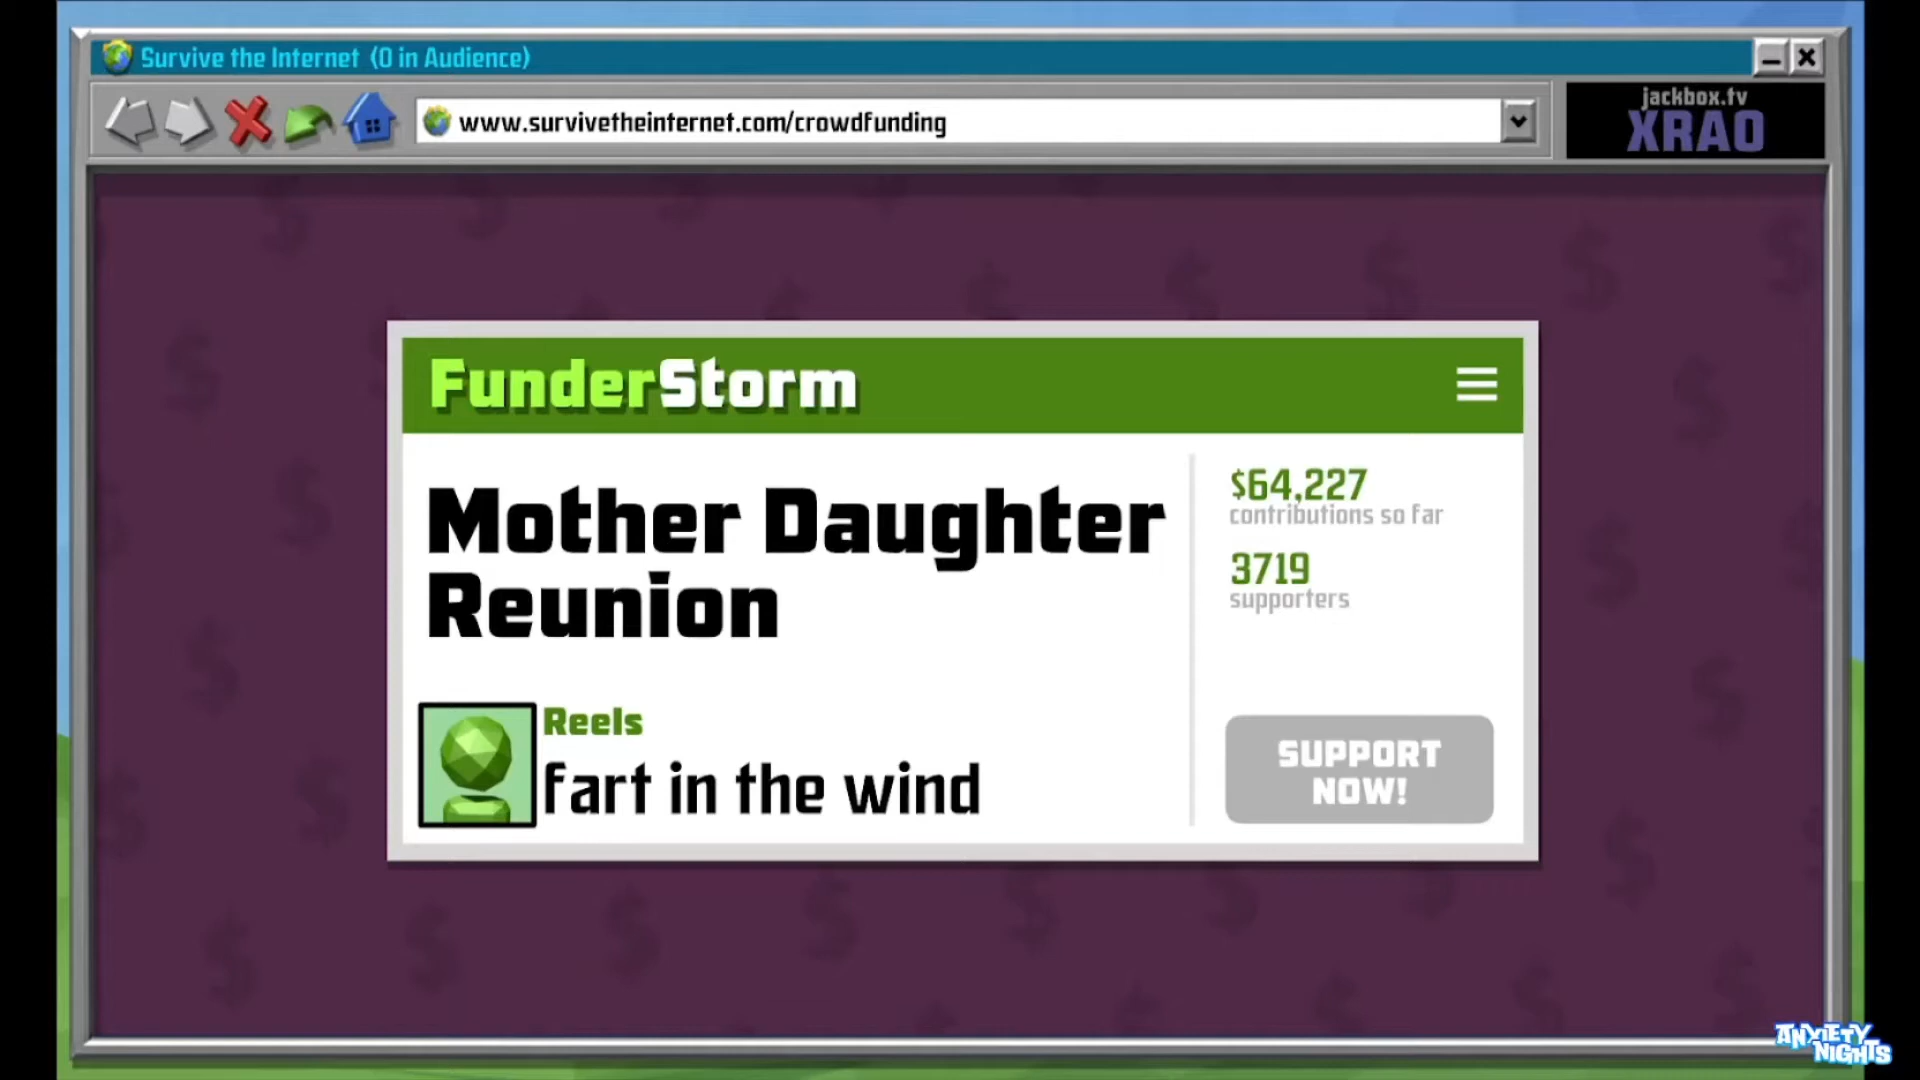 Survive the Internet (0 in Audience)
www.survivetheinternet.com/crowdfunding
jackbox.tv
XRAO
FunderStorm
Mother Daughter
Reunion
$64,227
contributions so far
3719
supporters
Reels
fart in the wind
SUPPORT
NOW!
ANXIETY
NIGHTS